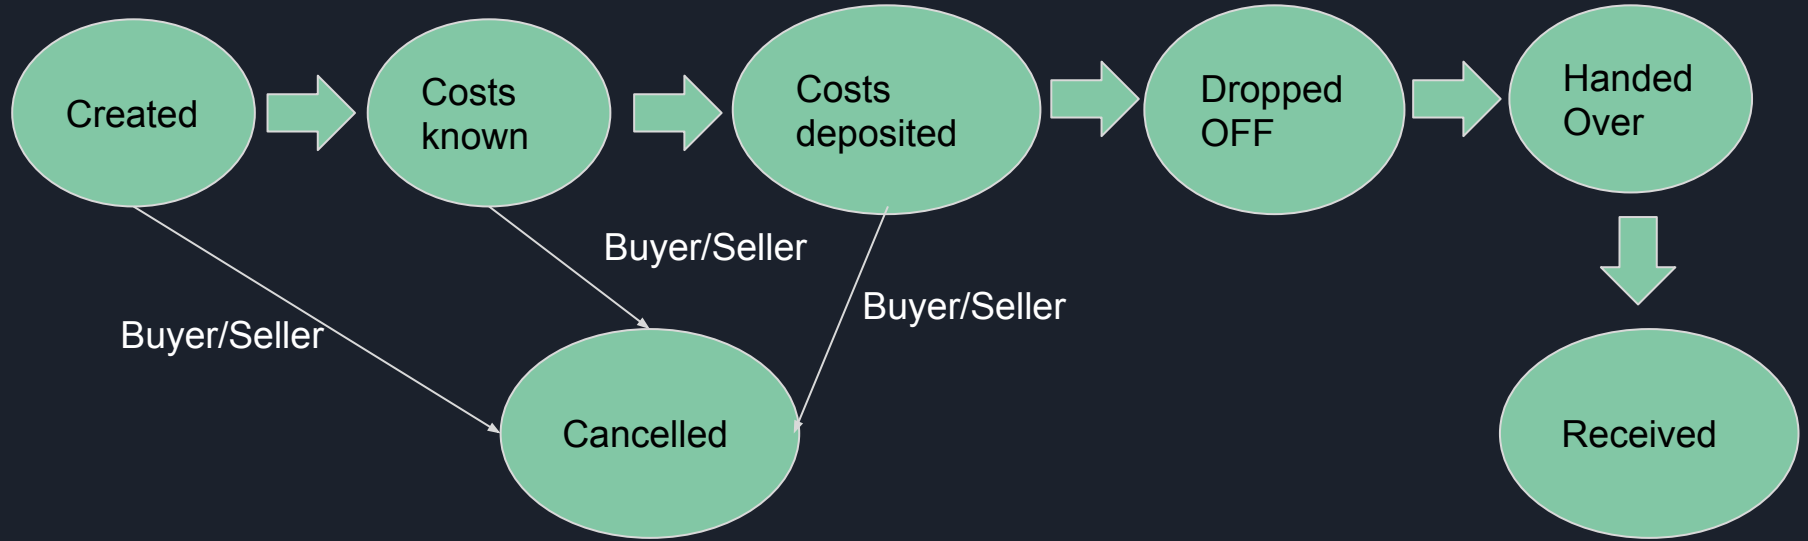 Created
Costs
known
Costs
deposited
Dropped
OFF
Handed
Over
Buyer/Seller
Buyer/Seller
Buyer/Seller
Cancelled
Received